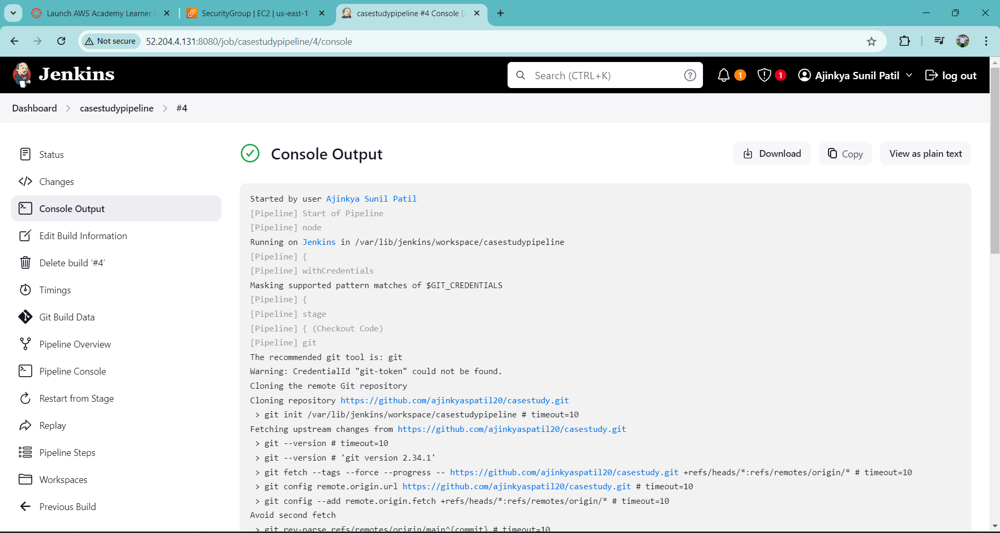 Launch AWS Academy Learner L
SecurityGroup | EC2 | us-east-1
casestudypipeline #4 Console [J
Not secure
52.204.4.131:8080/job/casestudypipeline/4/console
Jenkins
Search (CTRL+K)
?
1
1
Ajinkya Sunil Patil
log out
Dashboard
casestudypipeline
#4
Status
Changes
Console Output
Edit Build Information
Delete build ‘#4’
Timings
Git Build Data
Pipeline Overview
Pipeline Console
Restart from Stage
Replay
Pipeline Steps
Workspaces
Previous Build
Console Output
Download
Copy
View as plain text
Started by user Ajinkya Sunil Patil
[Pipeline] Start of Pipeline
[Pipeline] node
Running on Jenkins in /var/lib/jenkins/workspace/casestudypipeline
[Pipeline] {
[Pipeline] withCredentials
Masking supported pattern matches of $GIT_CREDENTIALS
[Pipeline] {
[Pipeline] stage
[Pipeline] { (Checkout Code)
[Pipeline] git
The recommended git tool is: git
Warning: CredentialId "git-token" could not be found.
Cloning the remote Git repository
Cloning repository https://github.com/ajinkyaspatil20/casestudy.git
> git init /var/lib/jenkins/workspace/casestudypipeline # timeout=10
Fetching upstream changes from https://github.com/ajinkyaspatil20/casestudy.git
> git --version # timeout=10
> git --version # 'git version 2.34.1'
> git fetch --tags --force --progress -- https://github.com/ajinkyaspatil20/casestudy.git +refs/heads/*:refs/remotes/origin/* # timeout=10
> git config remote.origin.url https://github.com/ajinkyaspatil20/casestudy.git # timeout=10
> git config --add remote.origin.fetch +refs/heads/*:refs/remotes/origin/* # timeout=10
Avoid second fetch
> git rev-parse refs/remotes/origin/main^{commit} # timeout=10